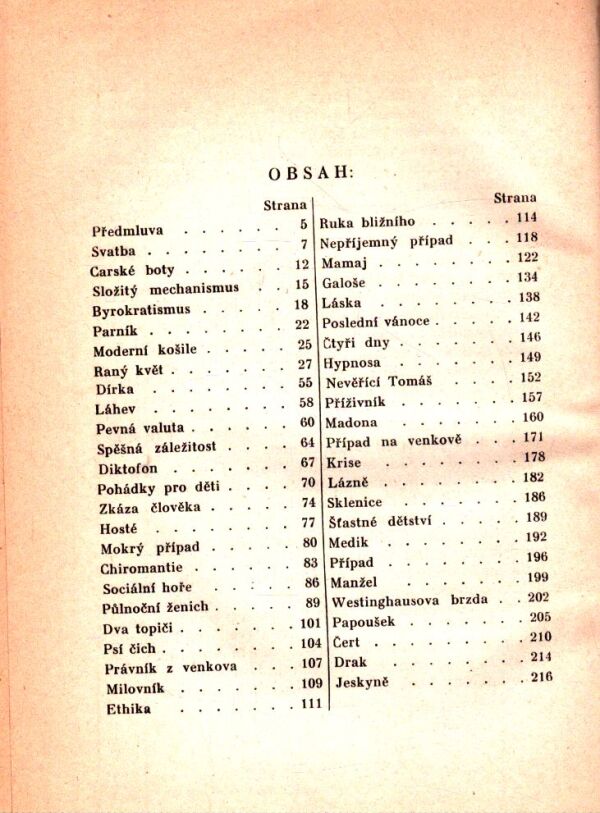 OBSAH:
Strana
Předmluva . . . . . . 5
Svatba . . . . . . . 7
Carské boty . . . . . . 12
Složitý mechanismus . . 15
Byrokratismus . . . . . 18
Parník . . . . . . . 22
Moderní košile . . . . . 25
Raný květ . . . . . . 27
Dírka . . . . . . . 55
Láhev . . . . . . . 58
Pevná valuta . . . . . 60
Spěšná záležitost . . . . 64
Diktofon . . . . . . 67
Pohádky pro děti . . . . 70
Zkáza člověka . . . . . 74
Hosté . . . . . . . 77
Mokrý případ . . . . . 80
Chiromantie . . . . . 83
Sociální hoře . . . . 86
Půlnoční ženich . . . . 89
Dva topiči . . . . . . 101
Psí čich . . . . . . . 104
Právník z venkova . . . 107
Milovník . . . . . . 109
Ethika . . . . . . 111
Strana
Ruka bližního . . . . . 114
Nepříjemný případ . . . 118
Mamaj . . . . . . . 122
Galoše . . . . . . . 134
Láska . . . . . . . 138
Poslední vánoce . . . . . 142
Čtyři dny . . . . . . 146
Hypnosa . . . . . . 149
Nevěřící Tomáš . . . . 152
Příživník . . . . . . 157
Madona . . . . . . 160
Případ na venkově . . . 171
Krise . . . . . . . 178
Lázně . . . . . . . 182
Sklenice . . . . . . 186
Šťastné dětství . . . . . 189
Medik . . . . . . . 192
Případ . . . . . . . 196
Manžel . . . . . . . 199
Westinghousova brzda . . 202
Papoušek . . . . . . 205
Čert . . . . . . . . 210
Drak . . . . . . . 214
Jeskyně . . . . . . 216